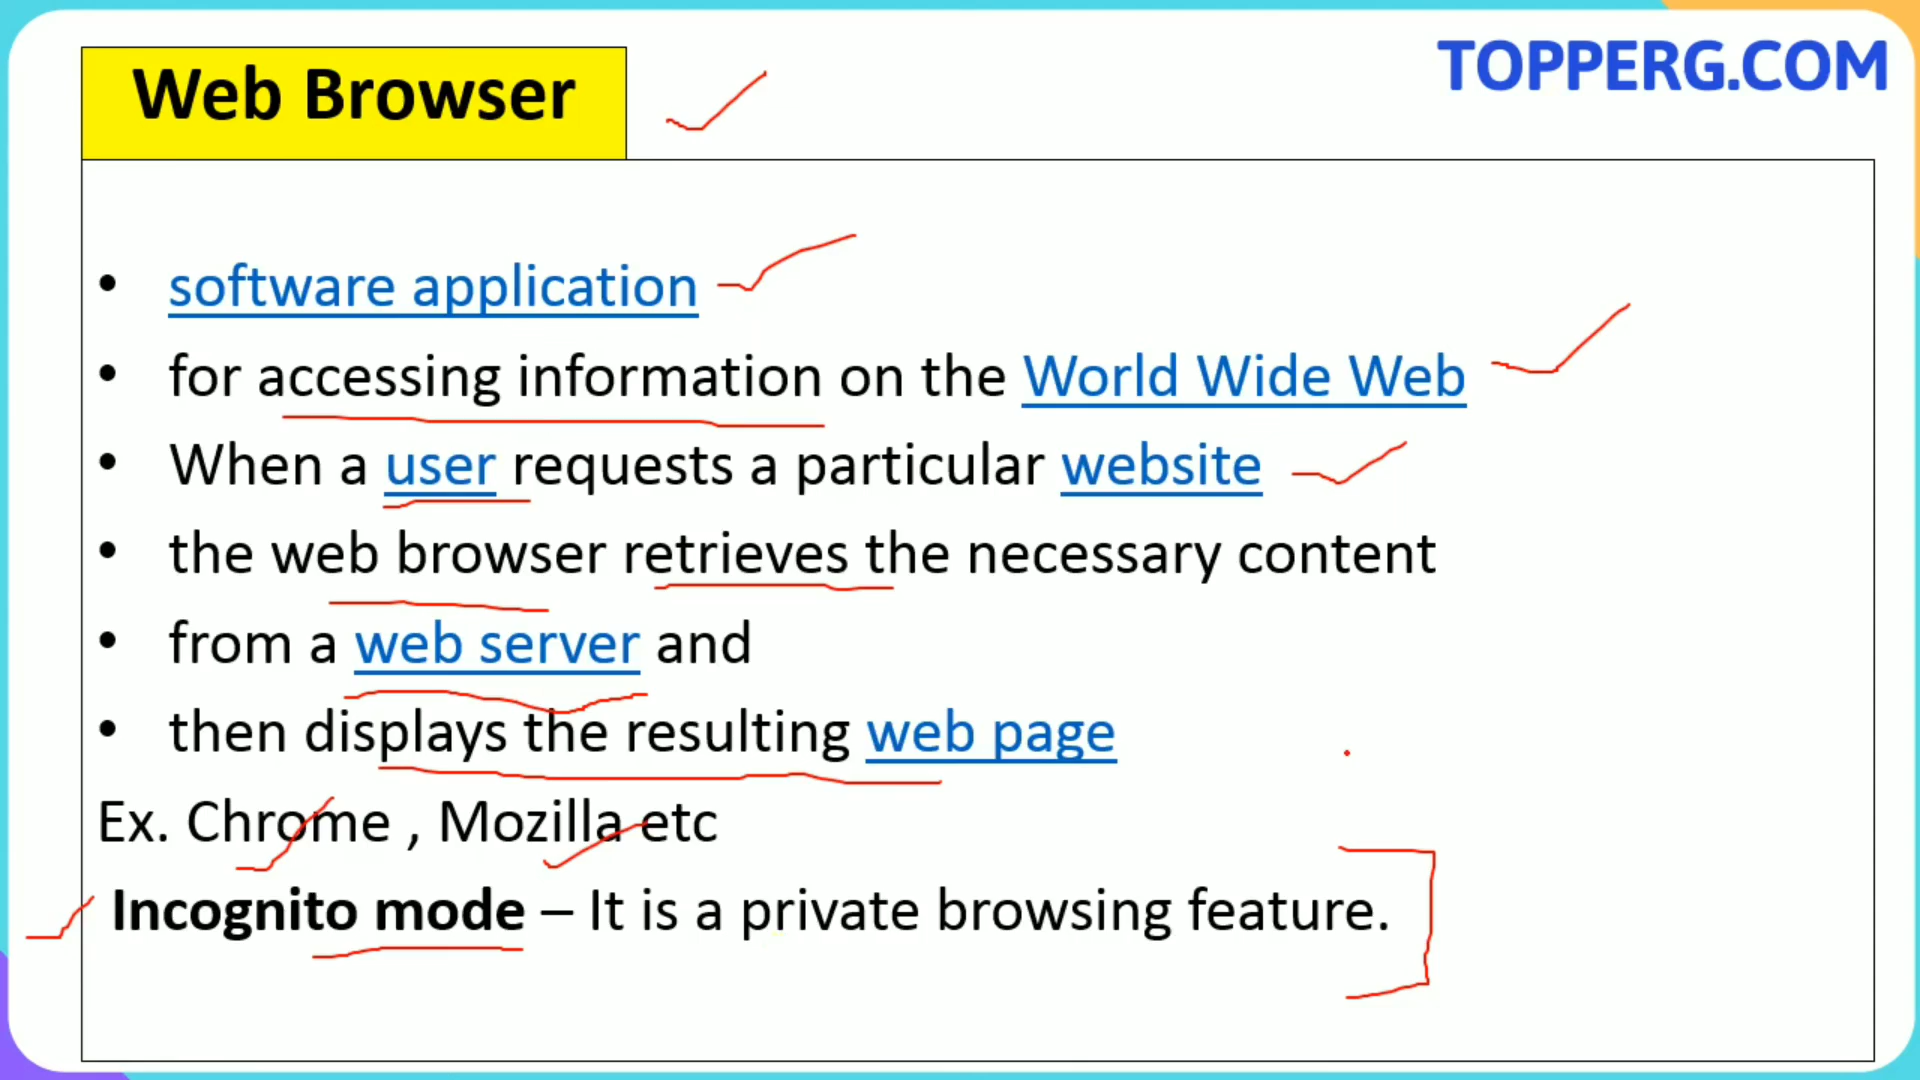 TOPPERG.COM
Web Browser
• software application
• for accessing information on the World Wide Web
• When a user requests a particular website
• the web browser retrieves the necessary content
• from a web server and
• then displays the resulting web page
Ex. Chrome , Mozilla etc
Incognito mode – It is a private browsing feature.